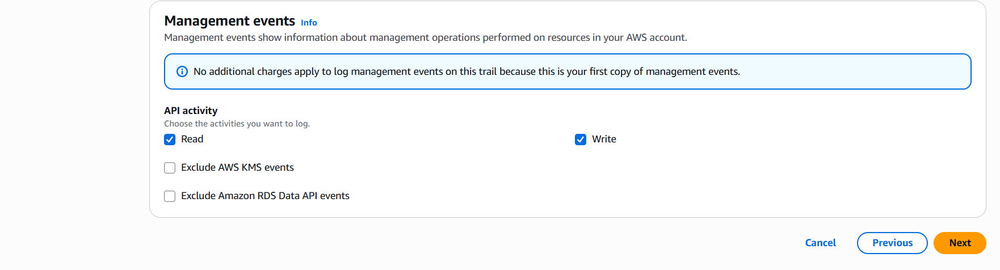 Management events Info
Management events show information about management operations performed on resources in your AWS account.
No additional charges apply to log management events on this trail because this is your first copy of management events.
API activity
Choose the activities you want to log.
Read Write
Exclude AWS KMS events
Exclude Amazon RDS Data API events
Cancel Previous Next